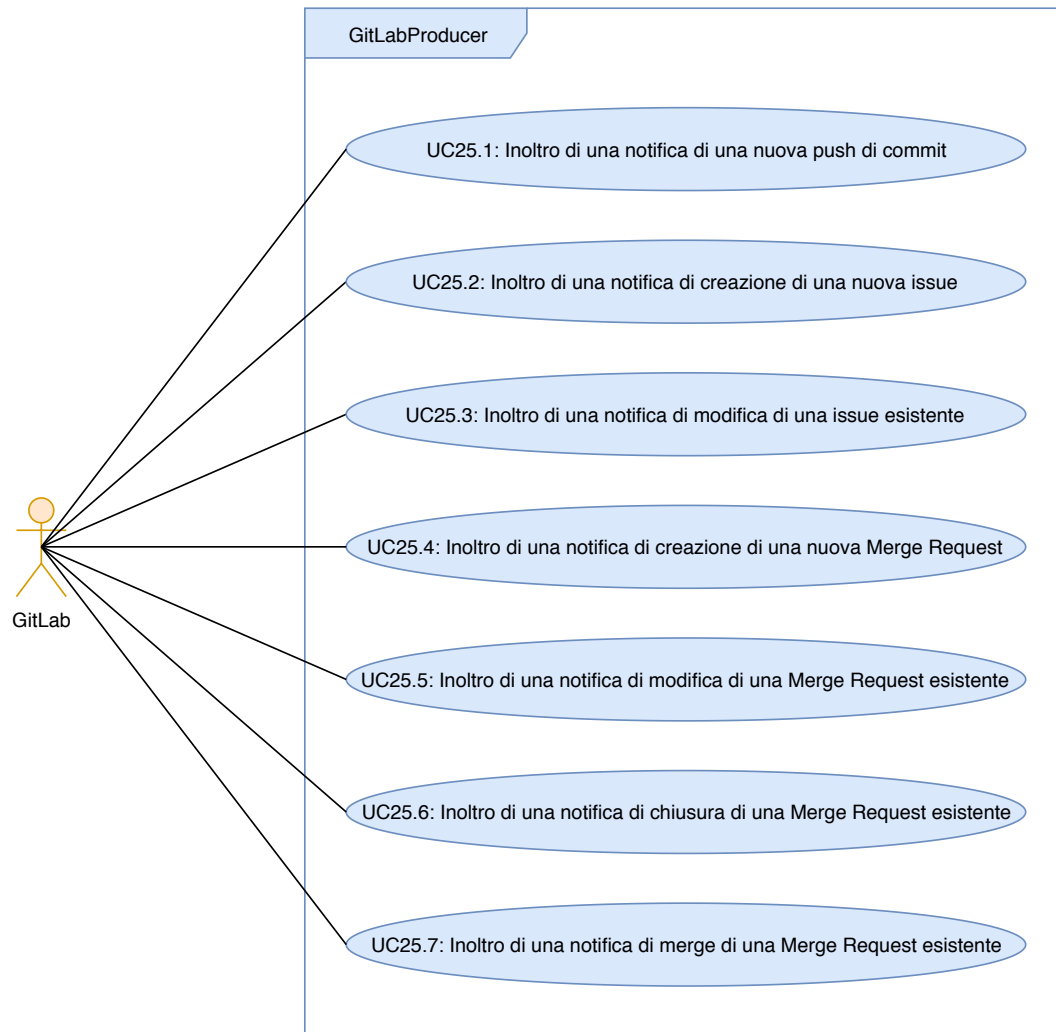 GitLabProducer
UC25.1: Inoltro di una notifica di una nuova push di commit
UC25.2: Inoltro di una notifica di creazione di una nuova issue
UC25.3: Inoltro di una notifica di modifica di una issue esistente
UC25.4: Inoltro di una notifica di creazione di una nuova Merge Request
GitLab
UC25.5: Inoltro di una notifica di modifica di una Merge Request esistente
UC25.6: Inoltro di una notifica di chiusura di una Merge Request esistente
UC25.7: Inoltro di una notifica di merge di una Merge Request esistente